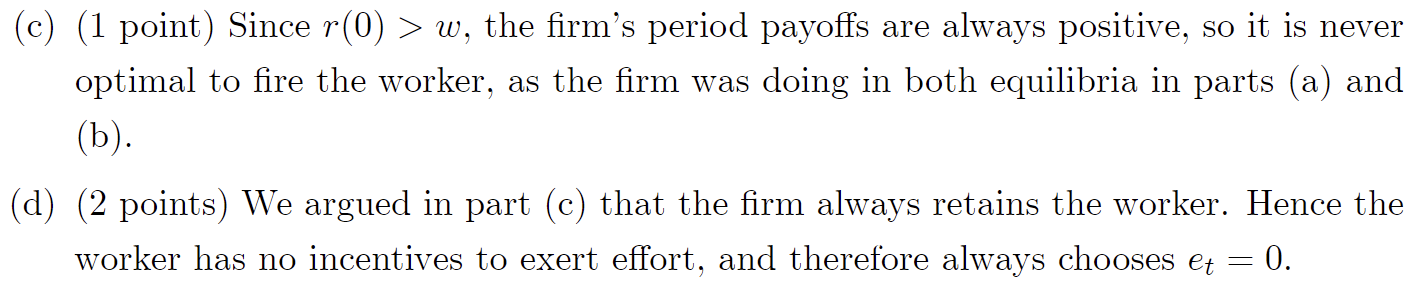 (c) (1 point) Since r(0) > w, the firm's period payoffs are always positive, so it is never
optimal to fire the worker, as the firm was doing in both equilibria in parts (a) and
(b).
(d) (2 points) We argued in part (c) that the firm always retains the worker. Hence the
worker has no incentives to exert effort, and therefore always chooses eₜ = 0.